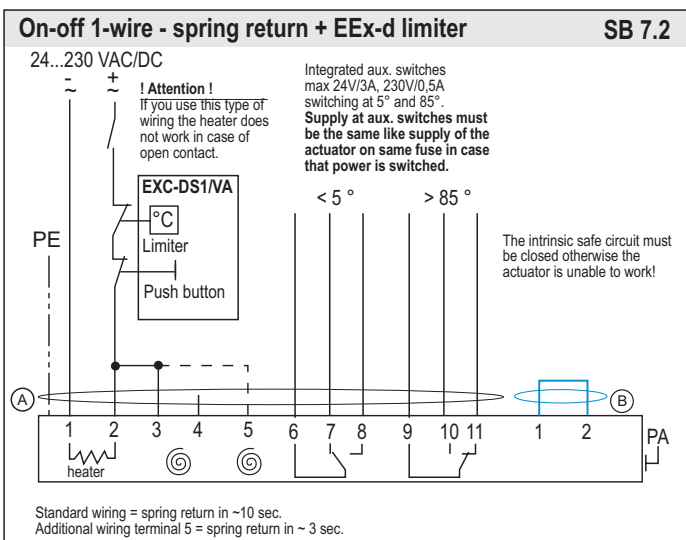 On-off 1-wire - spring return + EEx-d limiter SB 7.2
24...230 VAC/DC
- +
~ ~
! Attention !
If you use this type of
wiring the heater does
not work in case of
open contact.
Integrated aux. switches
max 24V/3A, 230V/0,5A
switching at 5° and 85°.
Supply at aux. switches must
be the same like supply of the
actuator on same fuse in case
that power is switched.
EXC-DS1/VA
°C
Limiter
Push button
< 5 ° > 85 °
PE
The intrinsic safe circuit must
be closed otherwise the
actuator is unable to work!
A B
1 2 3 4 5 6 7 8 9 10 11 1 2 PA
heater
Standard wiring = spring return in ~10 sec.
Additional wiring terminal 5 = spring return in ~ 3 sec.